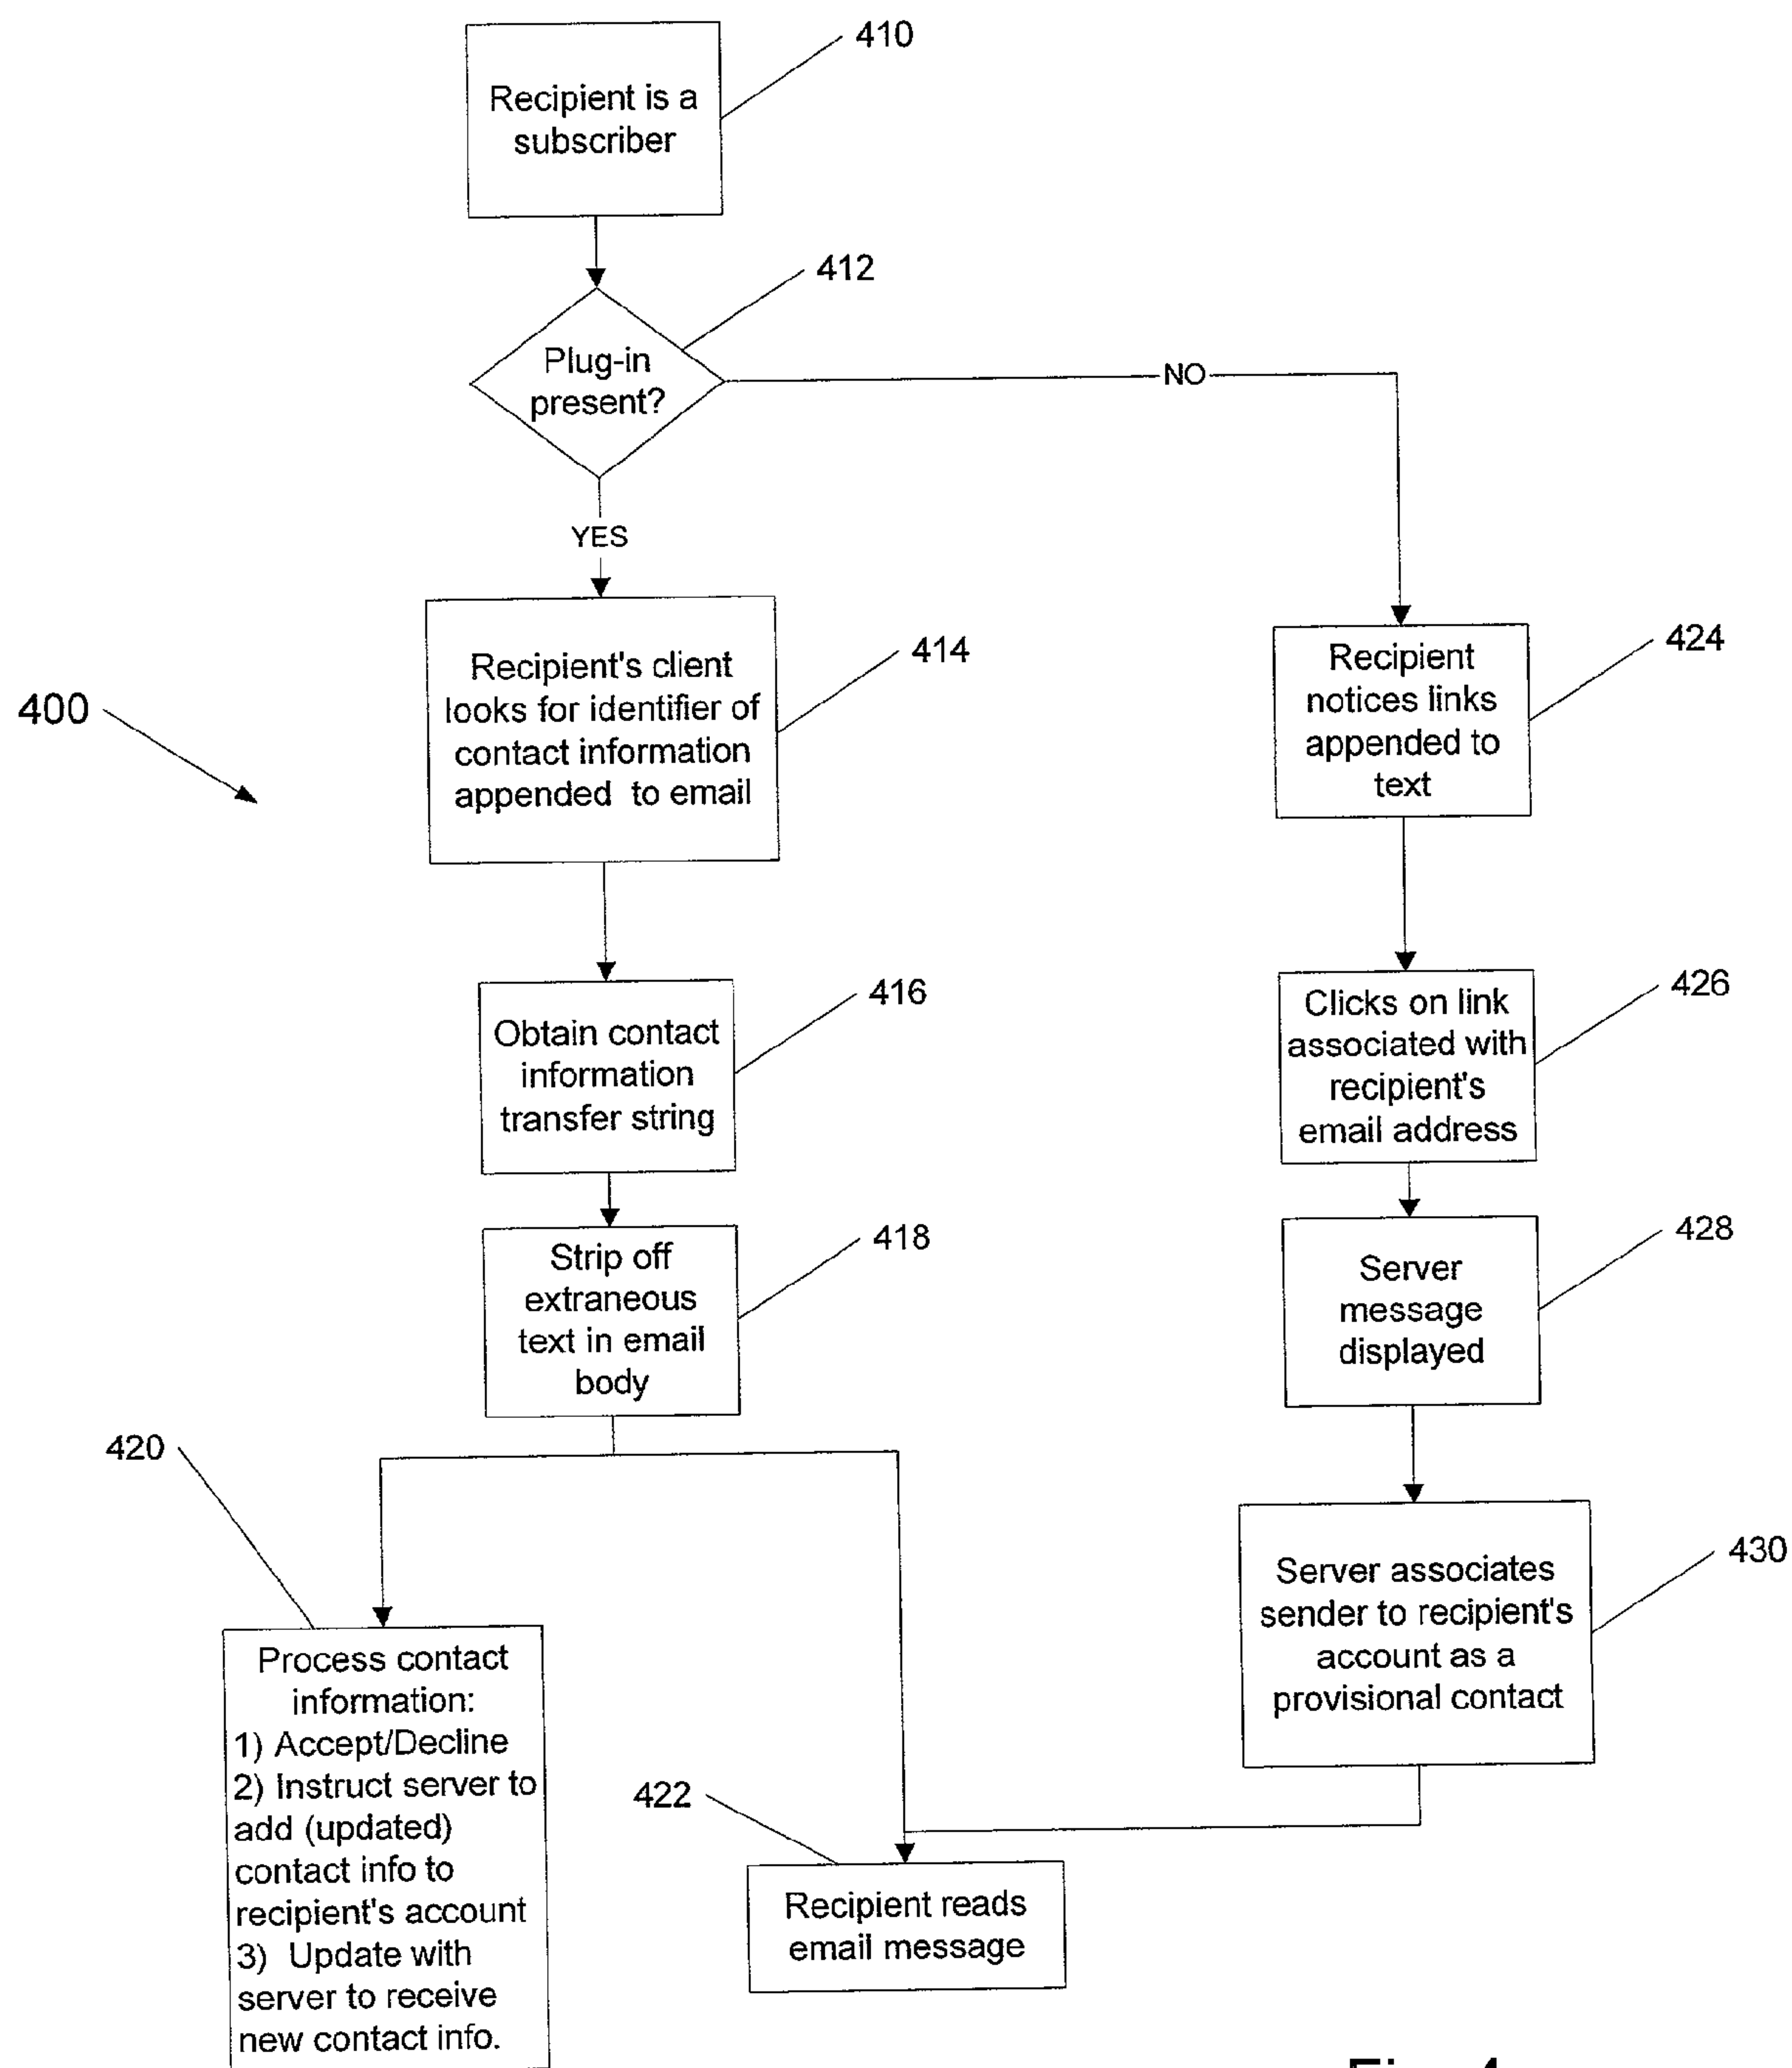 410
Recipient is a
subscriber
412
Plug-in
present?
NO
YES
400
Recipient's client
looks for identifier of
contact information
appended to email
414
Recipient
notices links
appended to
text
424
Obtain contact
information
transfer string
416
Clicks on link
associated with
recipient's
email address
426
Strip off
extraneous
text in email
body
418
Server
message
displayed
428
420
Process contact
information:
1) Accept/Decline
2) Instruct server to
add (updated)
contact info to
recipient's account
3) Update with
server to receive
new contact info.
422
Recipient reads
email message
Server associates
sender to recipient's
account as a
provisional contact
430